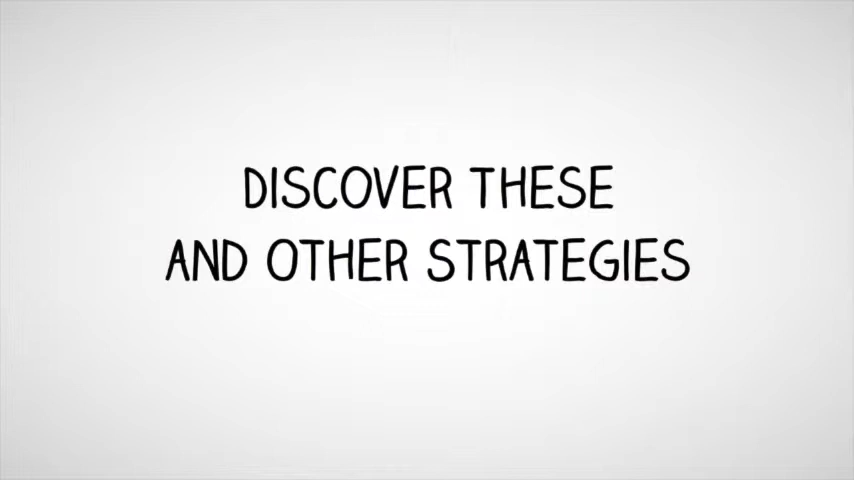 DISCOVER THESE
AND OTHER STRATEGIES